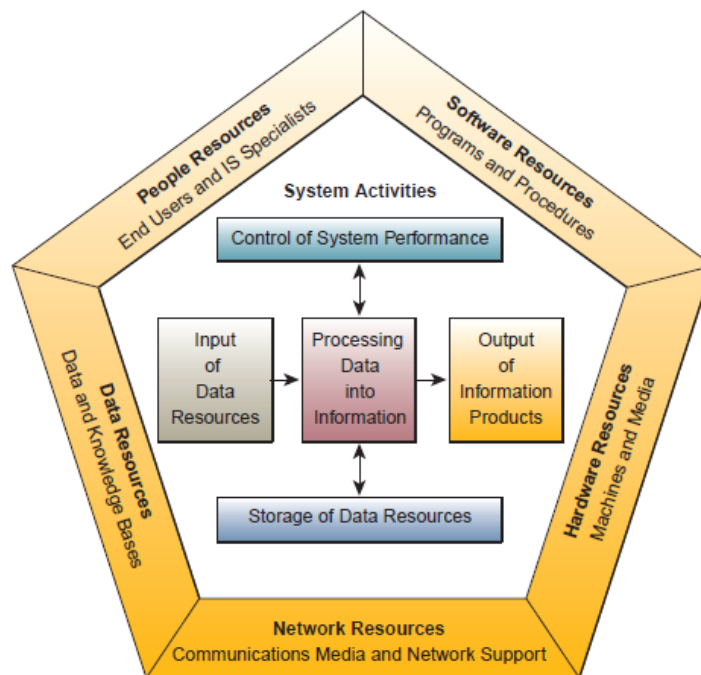 People Resources
End Users and IS Specialists
Software Resources
Programs and Procedures
System Activities
Control of System Performance
Input
of
Data
Resources
Processing
Data
into
Information
Output
of
Information
Products
Storage of Data Resources
Data Resources
Data and Knowledge Bases
Hardware Resources
Machines and Media
Network Resources
Communications Media and Network Support